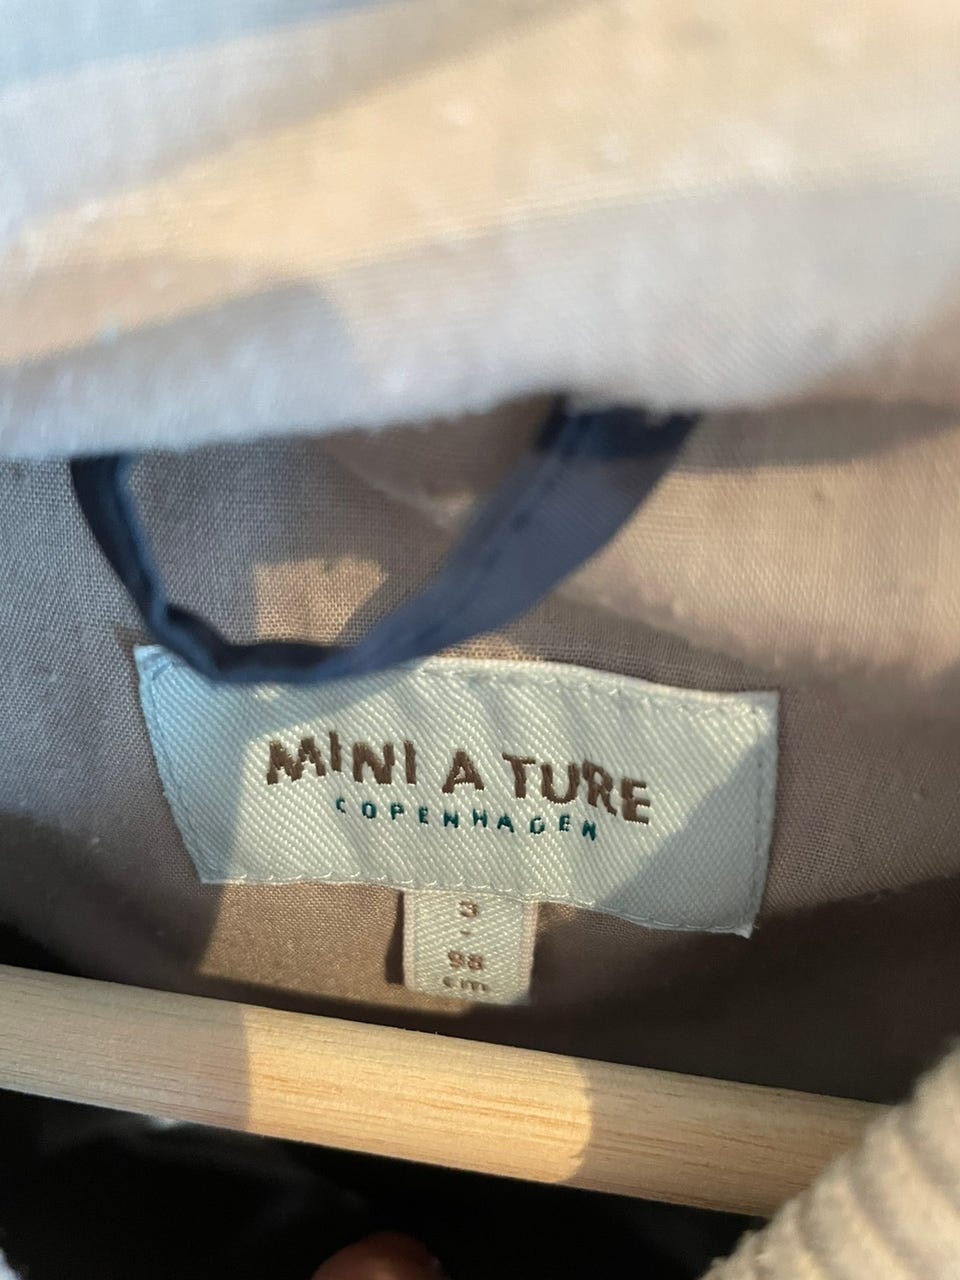 MINI A TURE
COPENHAGEN
3
-
98
cm